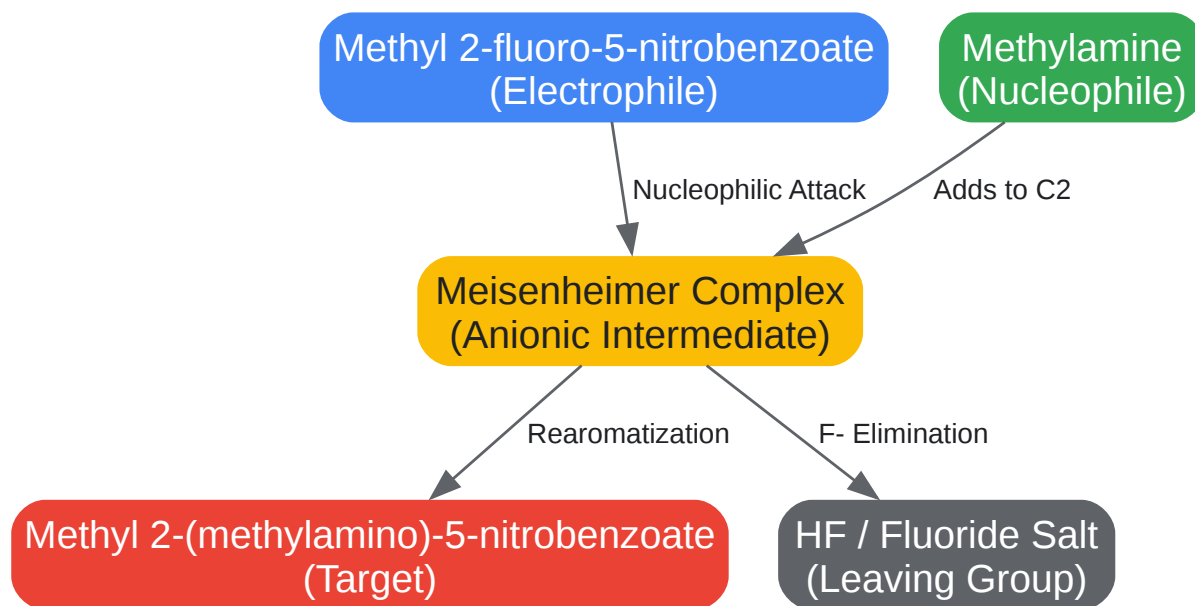 Methyl 2-fluoro-5-nitrobenzoate
(Electrophile)
Methylamine
(Nucleophile)
Nucleophilic Attack
Adds to C2
Meisenheimer Complex
(Anionic Intermediate)
Rearomatization
F- Elimination
Methyl 2-(methylamino)-5-nitrobenzoate
(Target)
HF / Fluoride Salt
(Leaving Group)